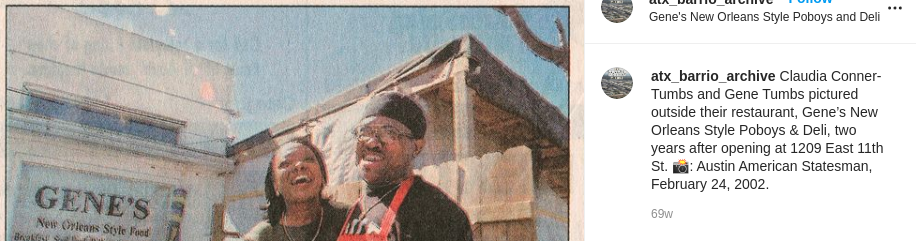 GENE'S
New Orleans Style Food
Breakfast
atx_barrio_archive Follow
Gene's New Orleans Style Poboys and Deli
atx_barrio_archive Claudia Conner-
Tumbs and Gene Tumbs pictured
outside their restaurant, Gene's New
Orleans Style Poboys & Deli, two
years after opening at 1209 East 11th
St. 📸: Austin American Statesman,
February 24, 2002.
69w